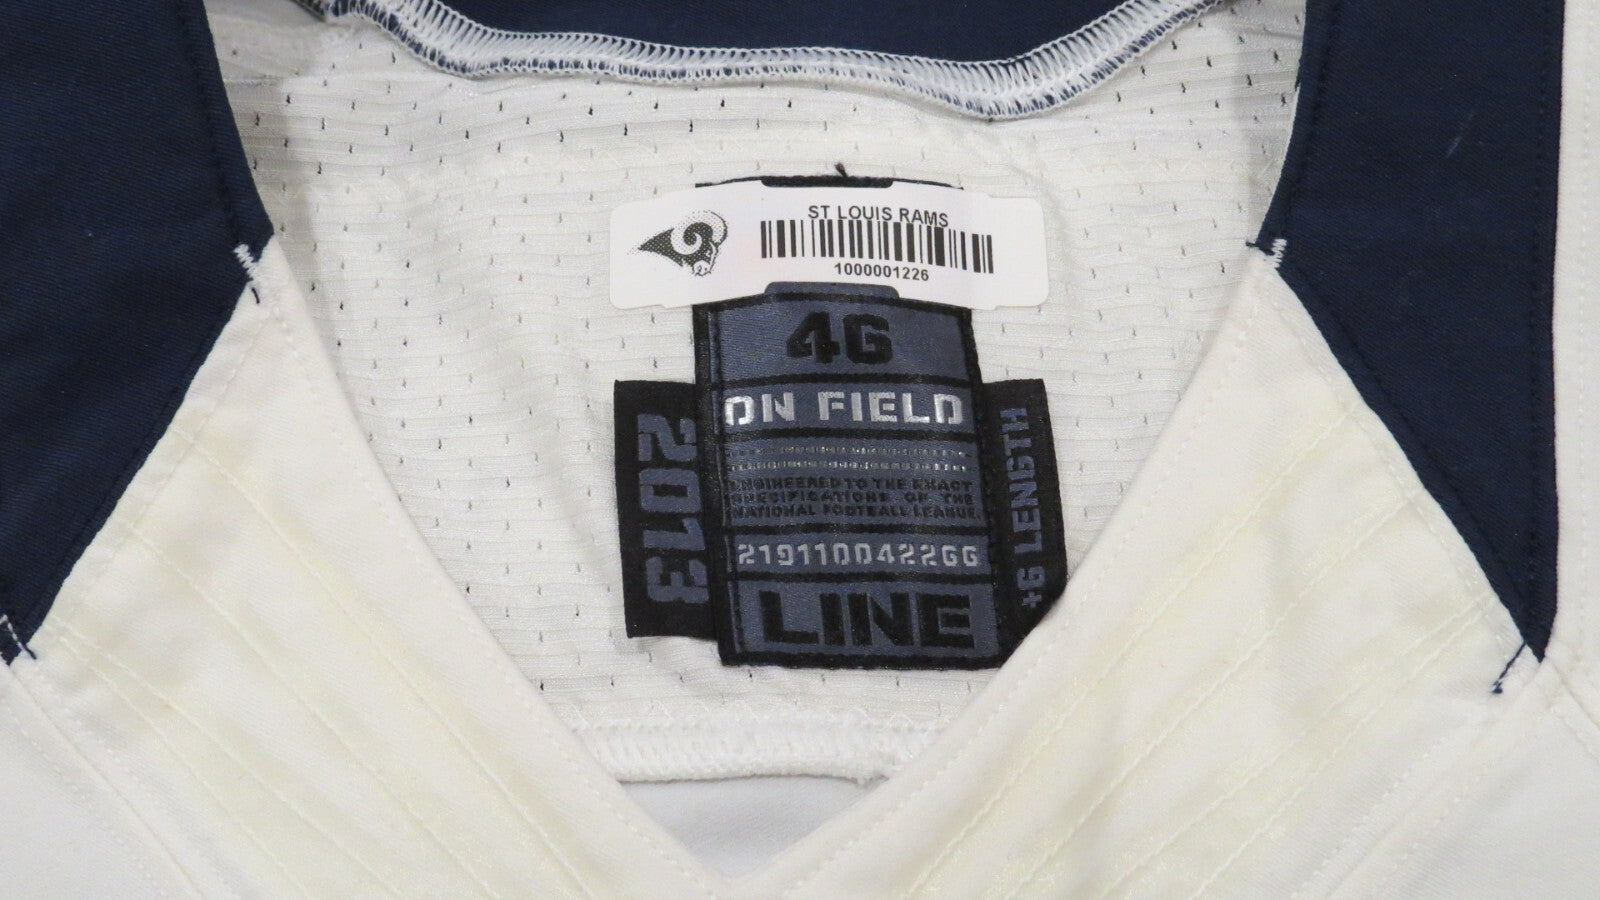 ST LOUIS RAMS
1000001226
46
ON FIELD
ENGINEERED TO THE EXACT
SPECIFICATIONS OF THE
NATIONAL FOOTBALL LEAGUE.
21911004226G
LINE
2013
+6 LENGTH